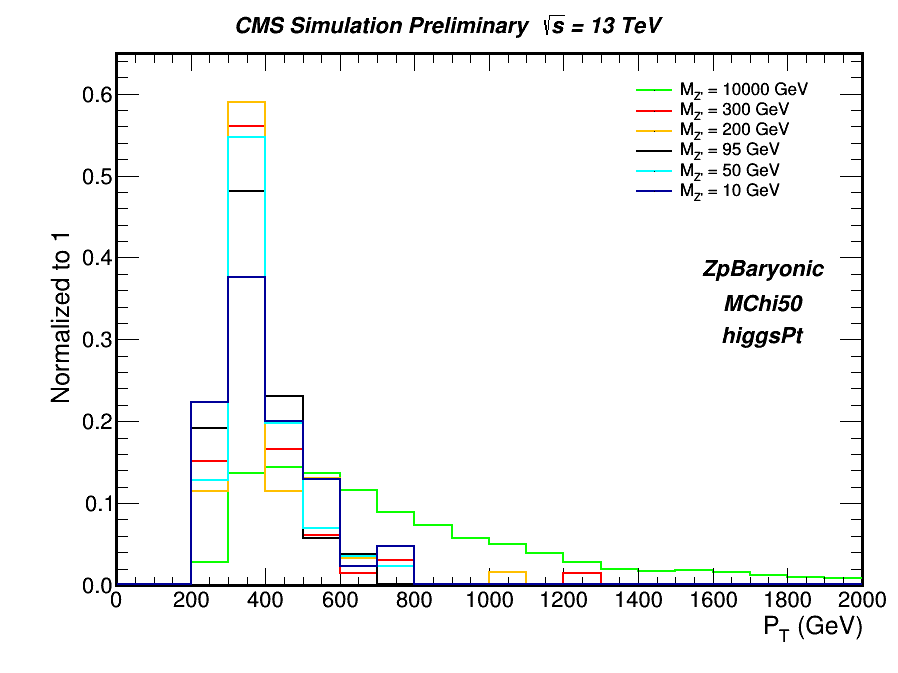 CMS Simulation Preliminary √s = 13 TeV
M_Z' = 10000 GeV
M_Z' = 300 GeV
M_Z' = 200 GeV
M_Z' = 95 GeV
M_Z' = 50 GeV
M_Z' = 10 GeV
ZpBaryonic
MChi50
higgsPt
Normalized to 1
0.6
0.5
0.4
0.3
0.2
0.1
0.0
0 200 400 600 800 1000 1200 1400 1600 1800 2000
P_T (GeV)